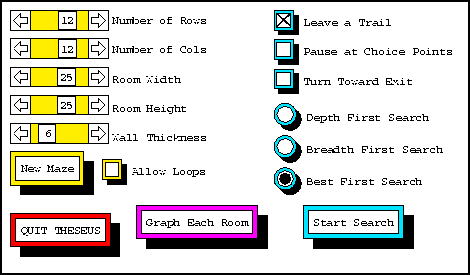 12 Number of Rows
12 Number of Cols
25 Room Width
25 Room Height
6 Wall Thickness
New Maze
Allow Loops
QUIT THESEUS
Graph Each Room
Leave a Trail
Pause at Choice Points
Turn Toward Exit
Depth First Search
Breadth First Search
Best First Search
Start Search